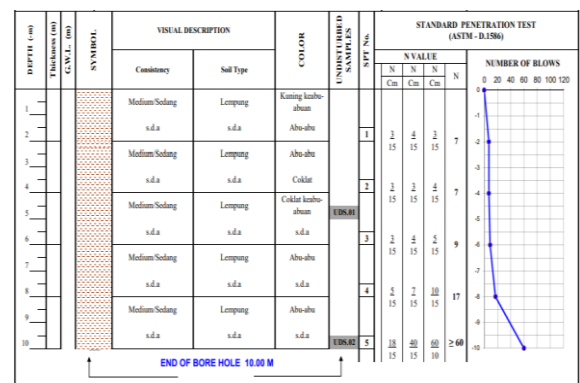 DEPTH (-m)
Thickness (m)
G.W.L. (m)
SYMBOL
VISUAL DESCRIPTION
Consistency
Soil Type
COLOR
UNDISTURBED SAMPLES
SPT No.
STANDARD PENETRATION TEST
(ASTM - D.1586)
N VALUE
N N N
N
Cm Cm Cm
NUMBER OF BLOWS
0 20 40 60 80 100 120
1
Medium/Sedang Lempung Kuning keabu-abuan
2
s.d.a s.d.a Abu-abu
1
3/15 4/15 3/15 7
3
Medium/Sedang Lempung Abu-abu
4
s.d.a s.d.a Coklat
2
3/15 3/15 4/15 7
5
Medium/Sedang Lempung Coklat keabu-abuan
UDS.01
6
s.d.a s.d.a s.d.a
3
3/15 4/15 5/15 9
7
Medium/Sedang Lempung Abu-abu
8
s.d.a s.d.a s.d.a
4
5/15 7/15 10/15 17
9
Medium/Sedang Lempung Abu-abu
10
s.d.a s.d.a s.d.a
UDS.02 5
18/15 40/15 60/10 ≥ 60
0
-1
-2
-3
-4
-5
-6
-7
-8
-9
-10
END OF BORE HOLE 10.00 M